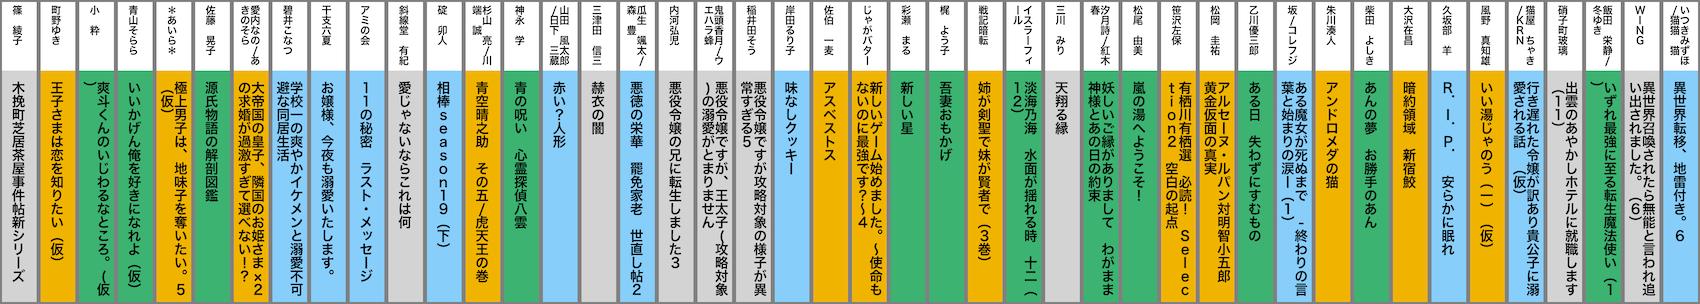 いつきみずほ
/猫猫 猫
異世界転移、地雷付き。6
WING
異世界召喚されたら無能と言われ追
い出されました。(6)
硝子町玻璃
出雲のあやかしホテルに就職します
(11)
飯田 栄静/
冬ゆき
いずれ最強に至る転生魔法使い(1
)
猫屋 ちゃき
/KRN
行き遅れた令嬢が訳あり貴公子に溺
愛される話 (仮)
風野 真知雄
いい湯じゃのう(二)(仮)
久坂部 羊
R.I.P. 安らかに眠れ
大沢在昌
暗約領域 新宿鮫
柴田 よしき
あんの夢 お勝手のあん
朱川湊人
アンドロメダの猫
坂/コレフジ
ある魔女が死ぬまで -終わりの言
葉と始まりの涙-(1)
乙川優三郎
ある日 失わずにすむもの
松岡 圭祐
アルセーヌ・ルパン対明智小五郎
黄金仮面の真実
笹沢左保
有栖川有栖選 必読! Selec
tion2 空白の起点
松尾 由美
嵐の湯へようこそ!
汐月詩/紅木
春
妖しいご縁がありまして わがまま
神様とあの日の約束
三川 みり
天翔る縁
イスラーフィ
ール
淡海乃海 水面が揺れる時 十二(
12)
戦記暗転
姉が剣聖で妹が賢者で(3巻)
梶 よう子
吾妻おもかげ
彩瀬 まる
新しい星
じゃがバター
新しいゲーム始めました。~使命も
ないのに最強です?~4
佐伯 一麦
アスベストス
岸田るり子
味なしクッキー
稲井田そう
悪役令嬢ですが攻略対象の様子が異
常すぎる5
鬼頭香月/ウ
エハラ蜂
悪役令嬢ですが、王太子(攻略対象
)の溺愛がとまりません
内河弘児
悪役令嬢の兄に転生しました3
瓜生 颯太/
森 豊
悪徳の栄華 罷免家老 世直し帖2
三津田 信三
赫衣の闇
山田 風太郎
/日下 三蔵
赤い?人形
神永 学
青の呪い 心霊探偵八雲
杉山 亮/川
端 誠
青空晴之助 その五/虎天王の巻
碇 卯人
相棒season19(下)
斜線堂 有紀
愛じゃないならこれは何
アミの会
11の秘密 ラスト・メッセージ
干支六夏
お嬢様、今夜も溺愛いたします。
碧井こなつ
学校一の爽やかイケメンと溺愛不可
避な同居生活
愛内なの/あ
きのそら
大帝国の皇子、隣国のお姫さま×2
の求婚が過激すぎて選べない!?
佐藤 晃子
源氏物語の解剖図鑑
*あいら*
極上男子は、地味子を奪いたい。5
(仮)
青山そらら
いいかげん俺を好きになれよ(仮)
小 粋
爽斗くんのいじわるなところ。(仮
)
町野ゆき
王子さまは恋を知りたい(仮)
篠 綾子
木挽町芝居茶屋事件帖新シリーズ